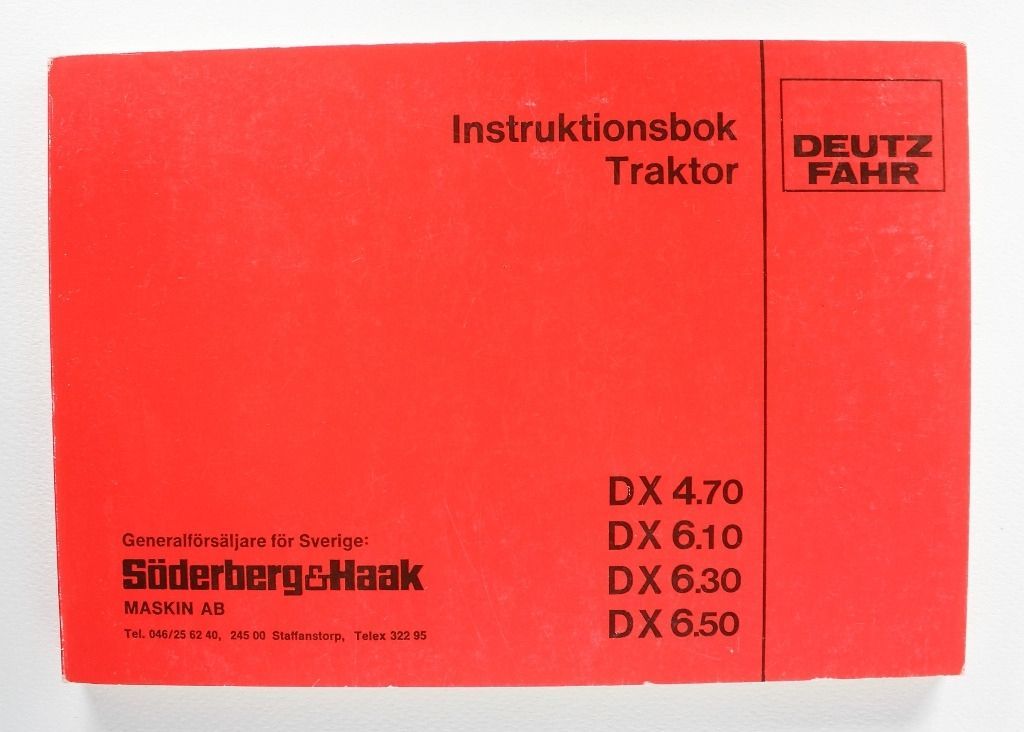 Instruktionsbok
Traktor
DEUTZ
FAHR
DX 4.70
DX 6.10
DX 6.30
DX 6.50
Generalförsäljare för Sverige:
Söderberg&Haak
MASKIN AB
Tel. 046/25 62 40, 245 00 Staffanstorp, Telex 322 95